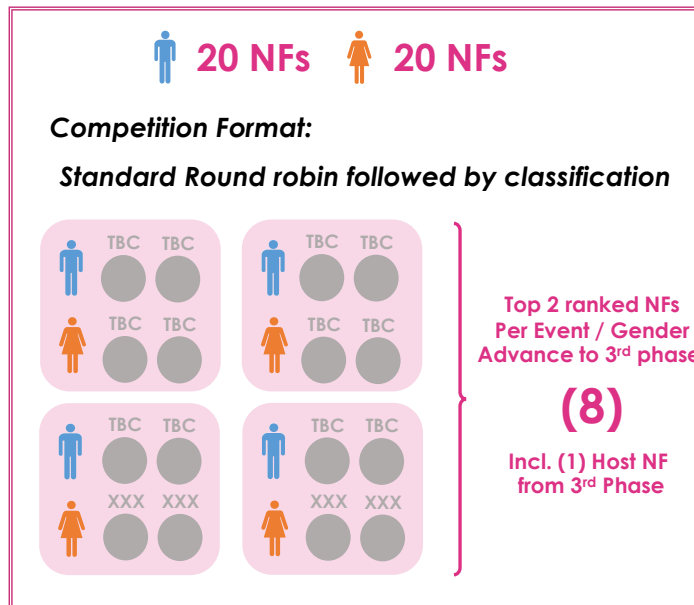 20 NFs 20 NFs
Competition Format:
Standard Round robin followed by classification
TBC TBC TBC TBC
TBC TBC TBC TBC
Top 2 ranked NFs
Per Event / Gender
Advance to 3rd phase
(8)
Incl. (1) Host NF
from 3rd Phase
TBC TBC TBC TBC
XXX XXX XXX XXX